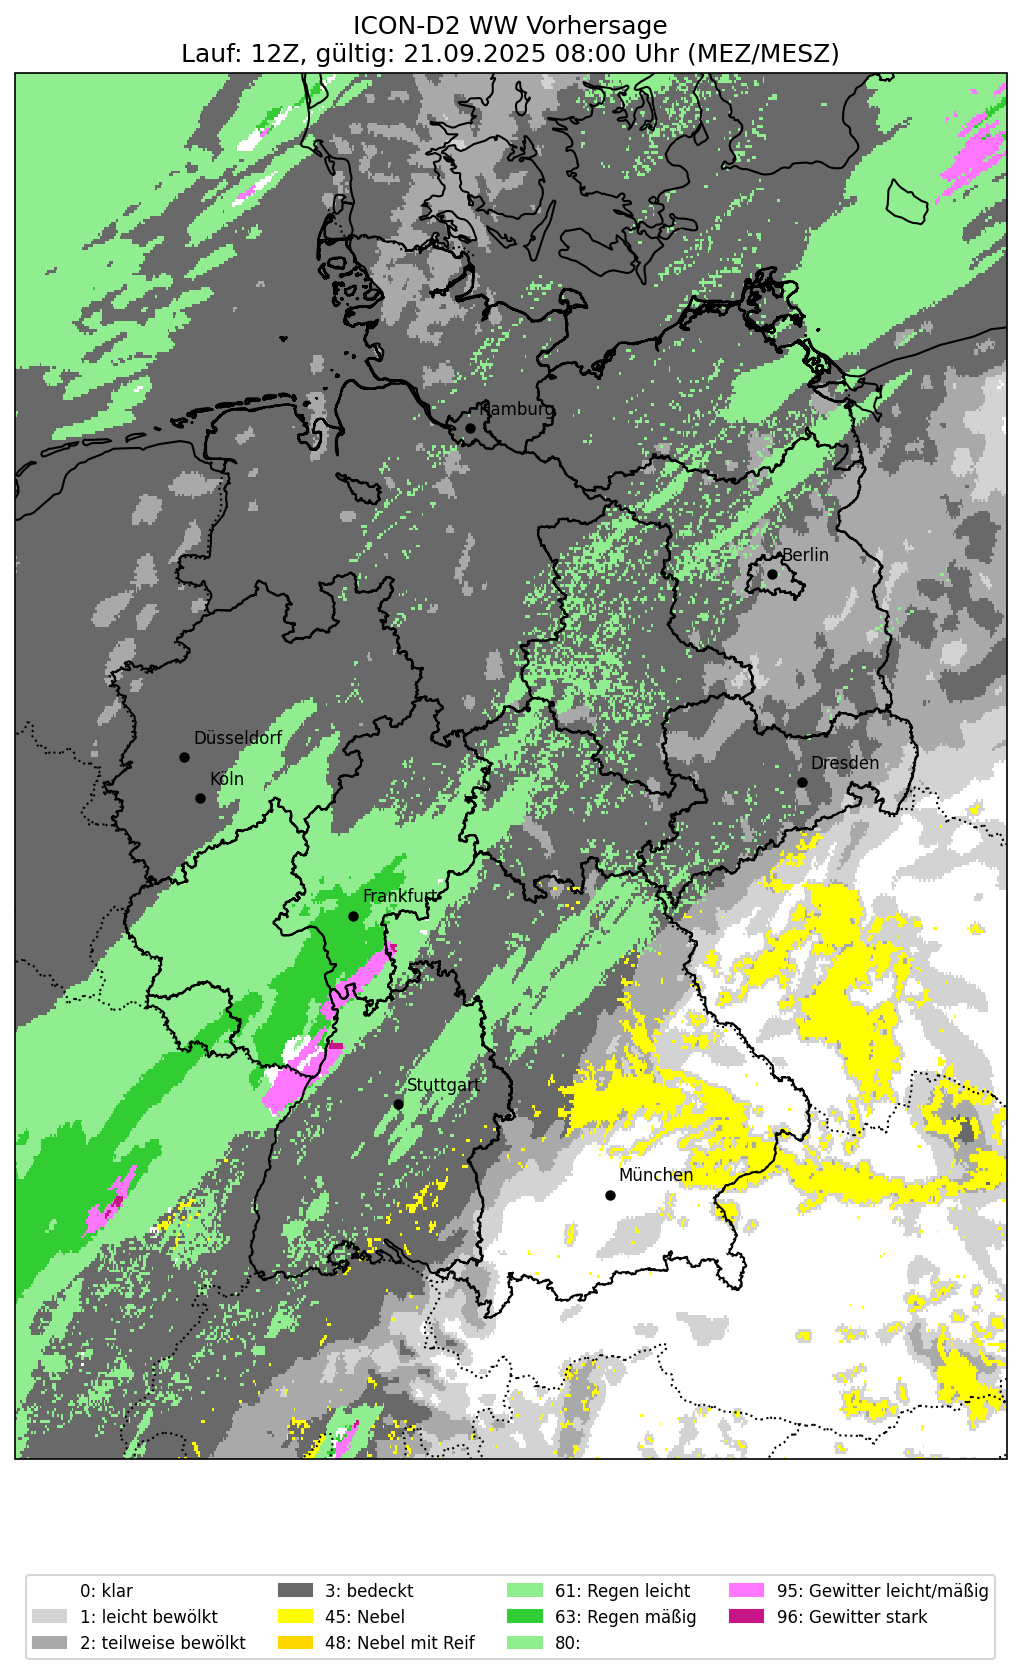 ICON-D2 WW Vorhersage
Lauf: 12Z, gültig: 21.09.2025 08:00 Uhr (MEZ/MESZ)
Hamburg
Berlin
Düsseldorf
Köln
Dresden
Frankfurt
Stuttgart
München
0: klar
1: leicht bewölkt
2: teilweise bewölkt
3: bedeckt
45: Nebel
48: Nebel mit Reif
61: Regen leicht
63: Regen mäßig
80:
95: Gewitter leicht/mäßig
96: Gewitter stark